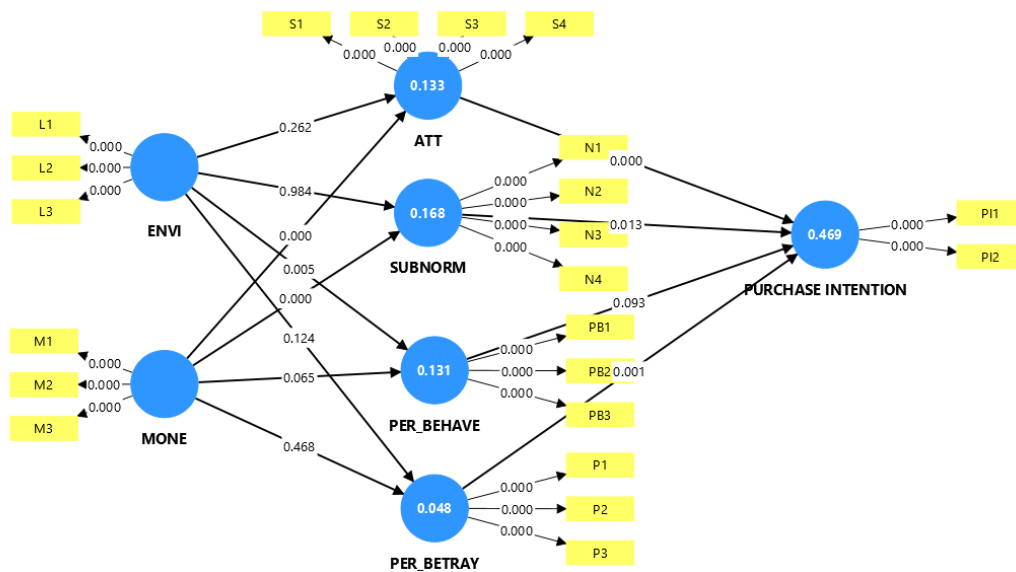 S1
S2
S3
S4
0.000
0.000
0.000
0.000
0.133
ATT
L1
L2
L3
0.000
0.000
0.000
ENVI
0.262
0.984
0.000
0.005
0.000
0.124
0.065
0.468
N1
N2
N3
N4
0.000
0.000
0.000
0.000
0.168
SUBNORM
0.000
0.013
0.093
0.001
0.469
PURCHASE INTENTION
0.000
0.000
PI1
PI2
M1
M2
M3
0.000
0.000
0.000
MONE
PB1
PB2
PB3
0.000
0.000
0.000
0.131
PER_BEHAVE
P1
P2
P3
0.000
0.000
0.000
0.048
PER_BETRAY